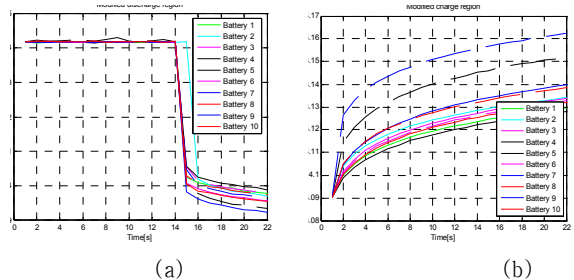 Modified discharge region
Battery 1
Battery 2
Battery 3
Battery 4
Battery 5
Battery 6
Battery 7
Battery 8
Battery 9
Battery 10
0 2 4 6 8 10 12 14 16 18 20 22
Time[s]
(a)
Modified charge region
.17
.16
.15
.14
.13
.12
.11
4.1
.09
.08
Battery 1
Battery 2
Battery 3
Battery 4
Battery 5
Battery 6
Battery 7
Battery 8
Battery 9
Battery 10
0 2 4 6 8 10 12 14 16 18 20 22
Time[s]
(b)